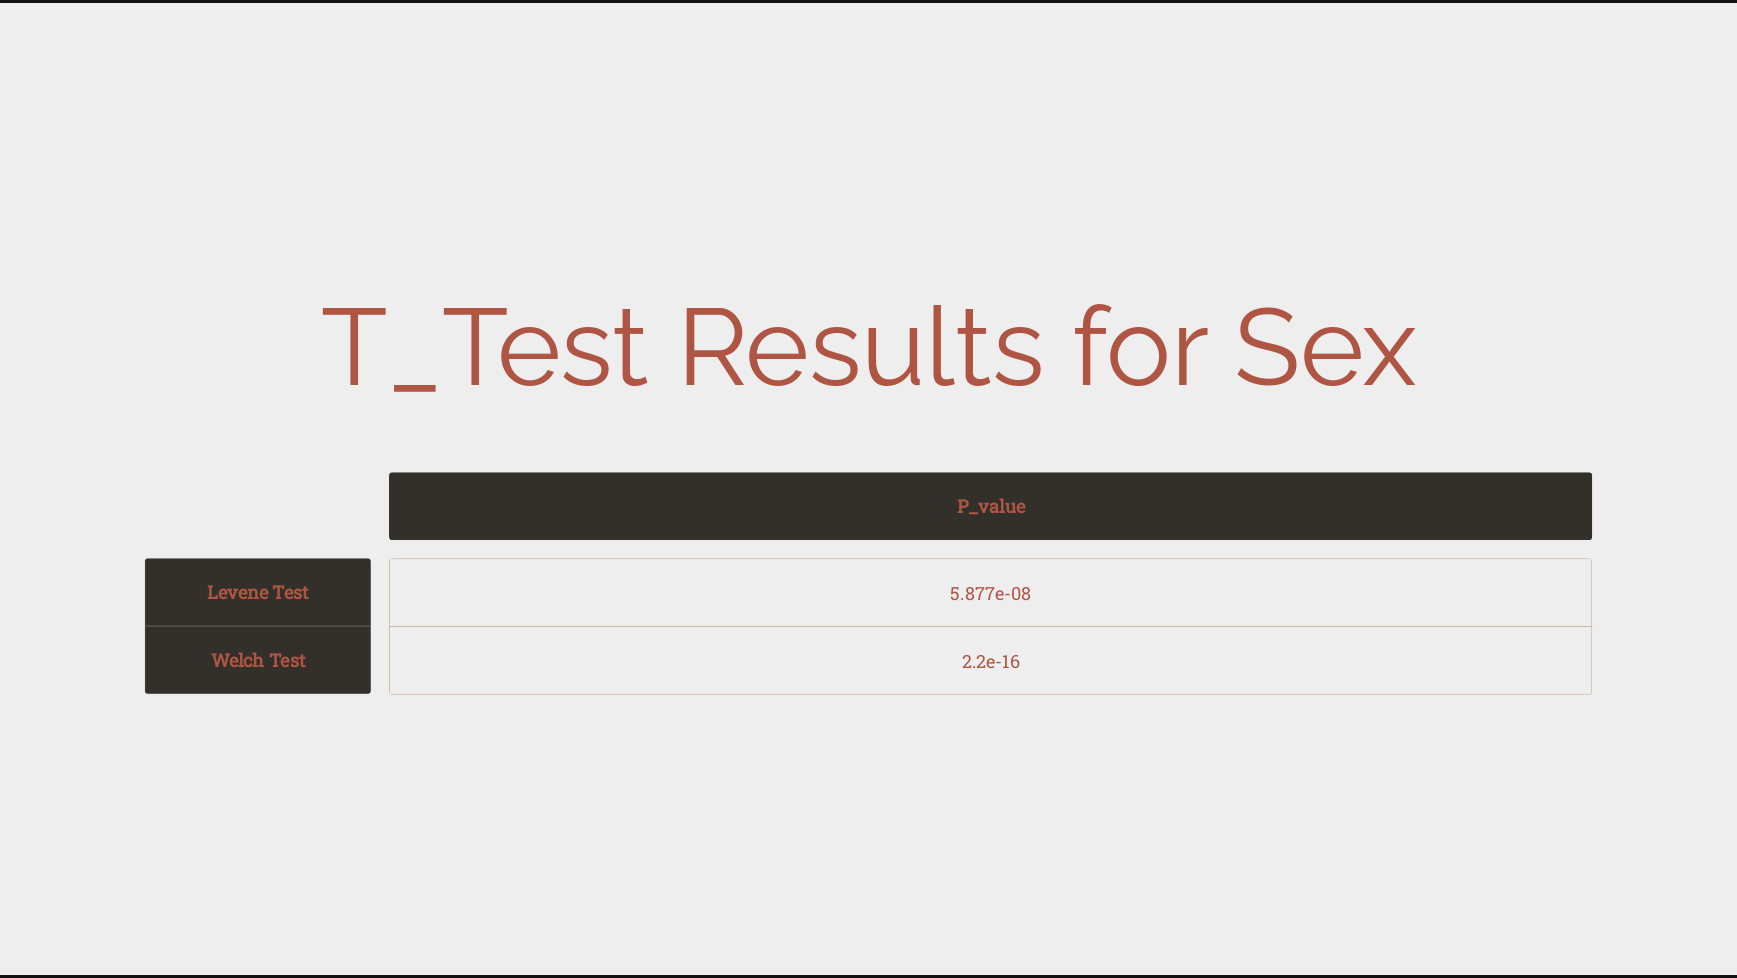 T_Test Results for Sex
P_value
Levene Test
5.877e-08
Welch Test
2.2e-16